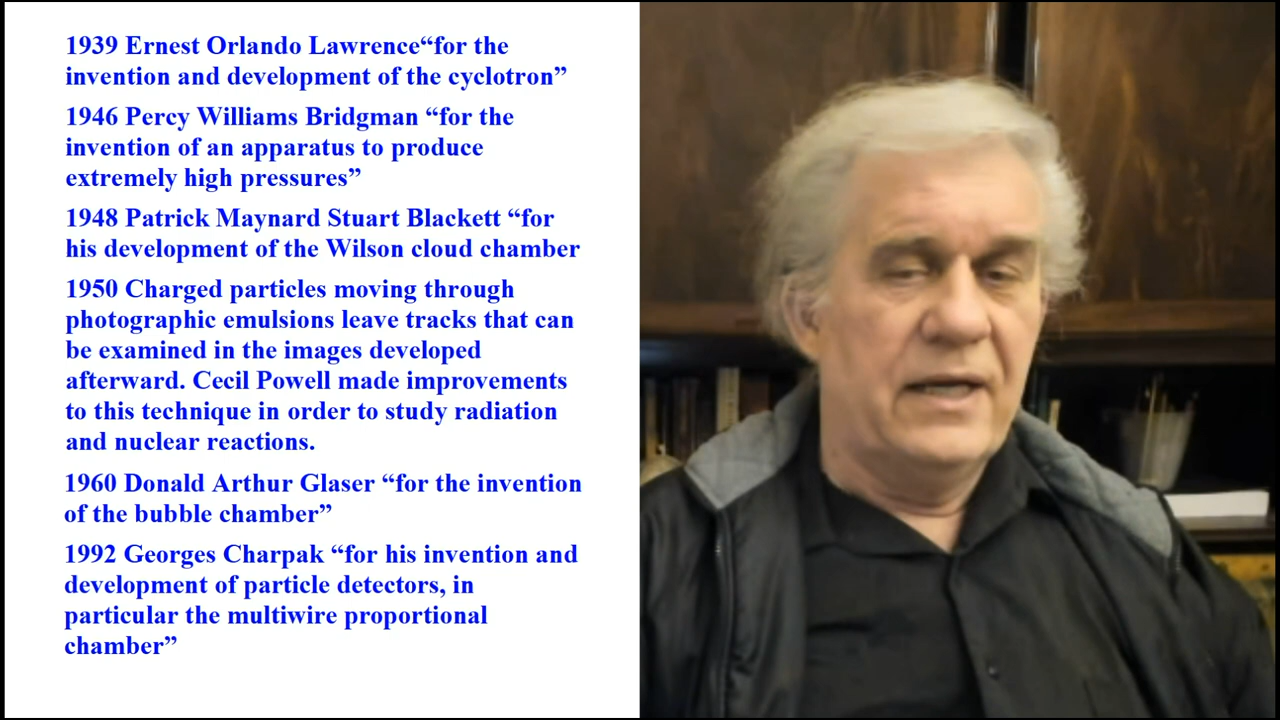 1939 Ernest Orlando Lawrence“for the
invention and development of the cyclotron”
1946 Percy Williams Bridgman “for the
invention of an apparatus to produce
extremely high pressures”
1948 Patrick Maynard Stuart Blackett “for
his development of the Wilson cloud chamber
1950 Charged particles moving through
photographic emulsions leave tracks that can
be examined in the images developed
afterward. Cecil Powell made improvements
to this technique in order to study radiation
and nuclear reactions.
1960 Donald Arthur Glaser “for the invention
of the bubble chamber”
1992 Georges Charpak “for his invention and
development of particle detectors, in
particular the multiwire proportional
chamber”